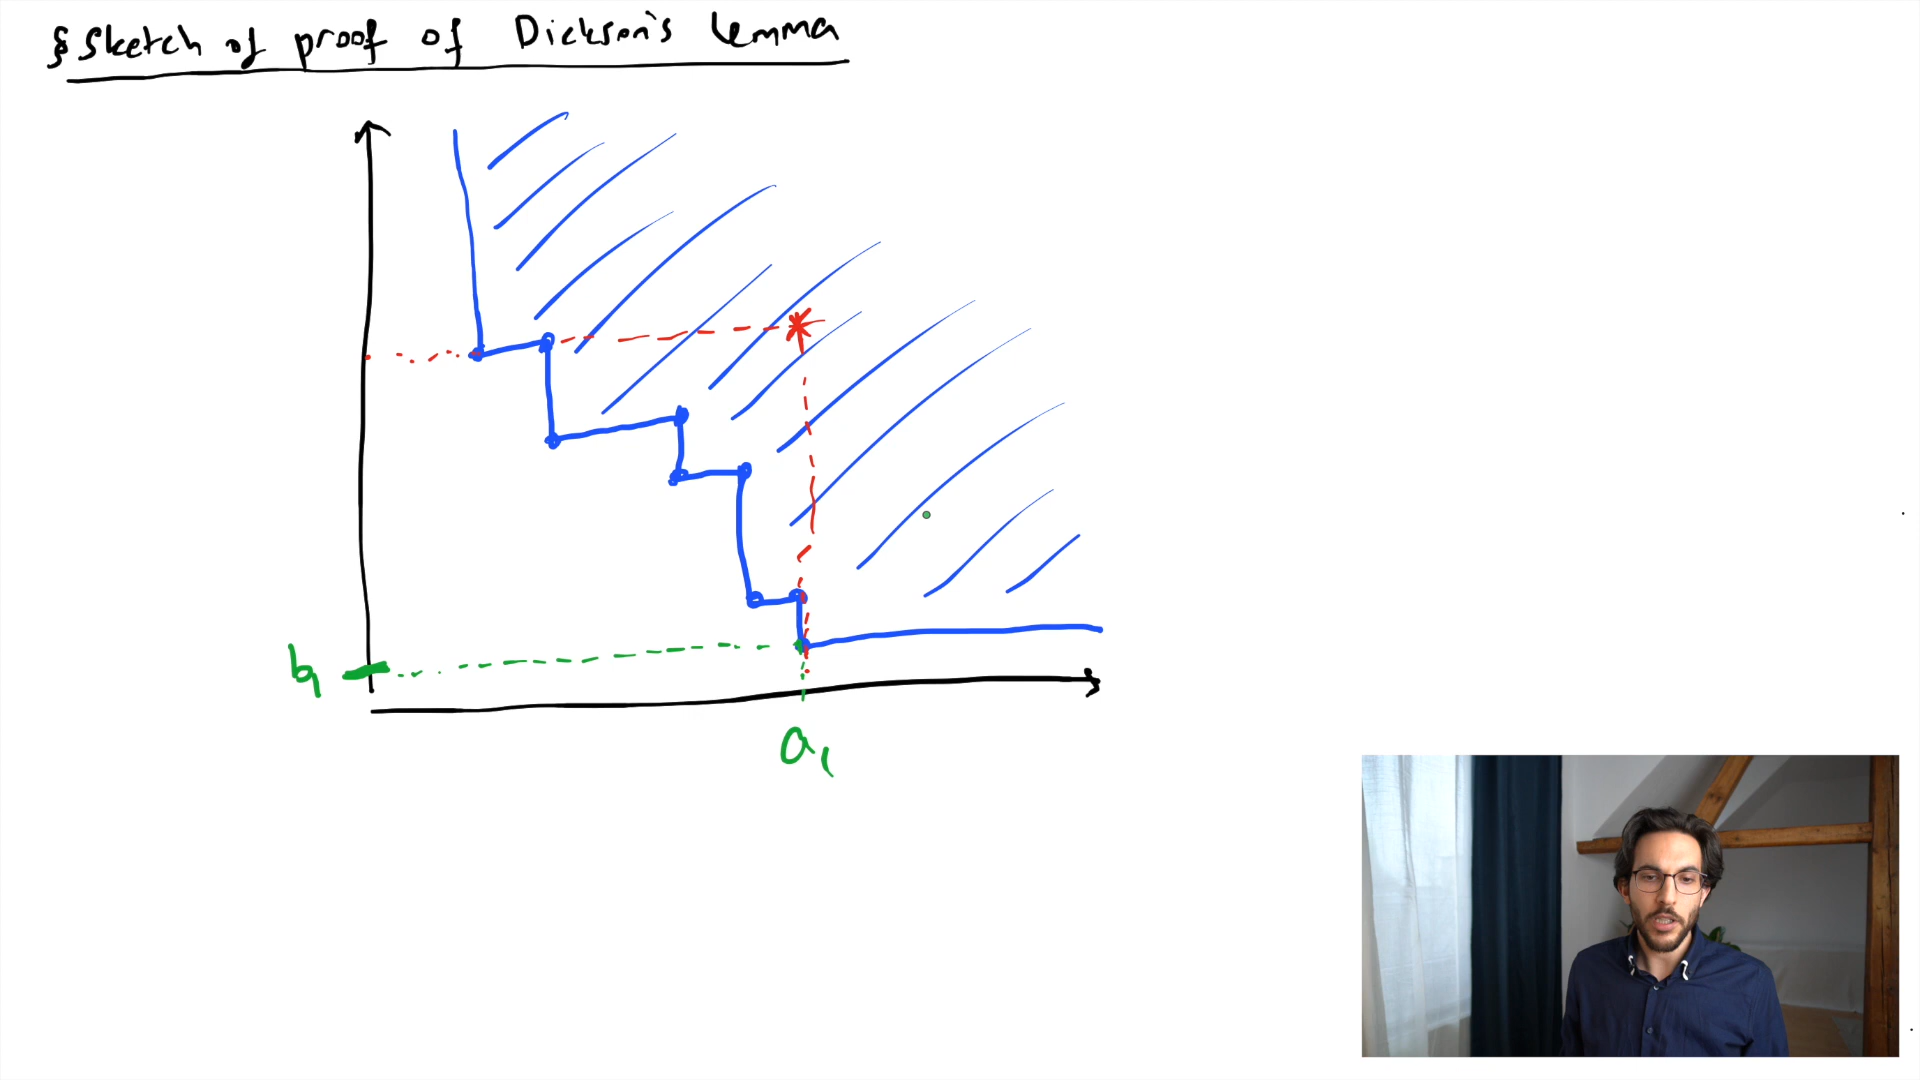 § Sketch of proof of Dickson's Lemma
b₁
a₁